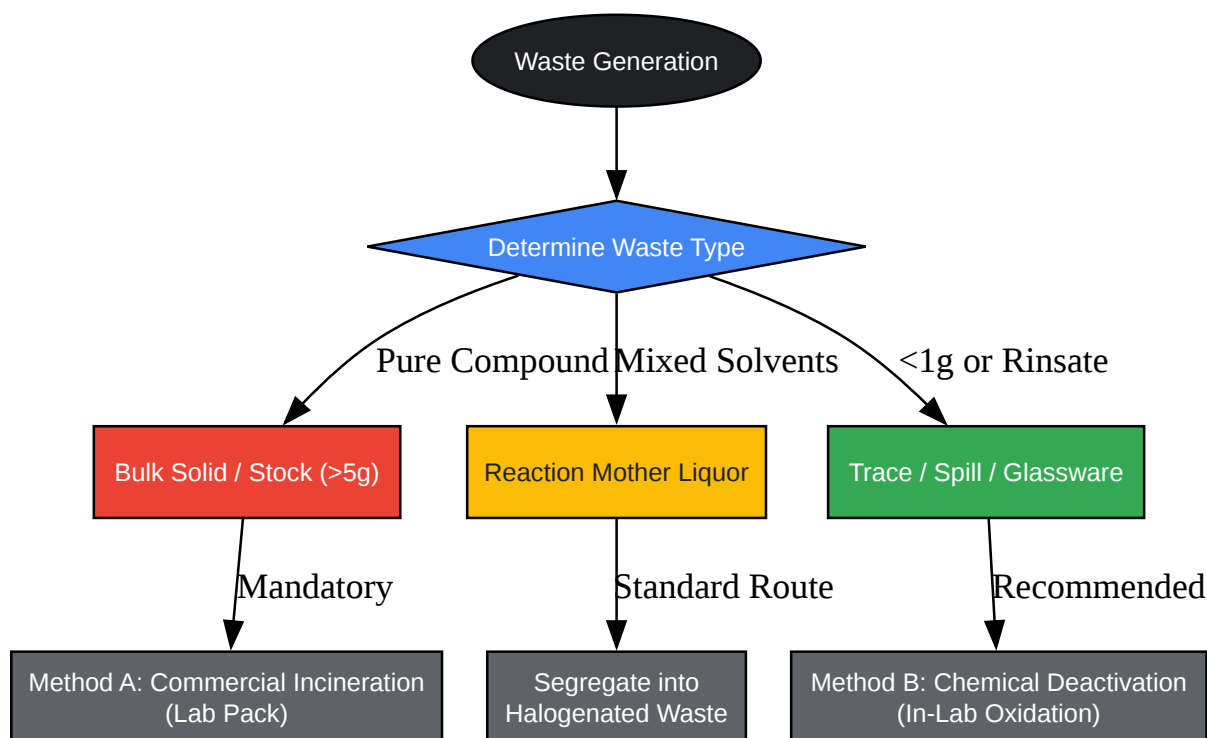 Waste Generation
Determine Waste Type
Pure Compound
Mixed Solvents
<1g or Rinsate
Bulk Solid / Stock (>5g)
Reaction Mother Liquor
Trace / Spill / Glassware
Mandatory
Standard Route
Recommended
Method A: Commercial Incineration
(Lab Pack)
Segregate into
Halogenated Waste
Method B: Chemical Deactivation
(In-Lab Oxidation)